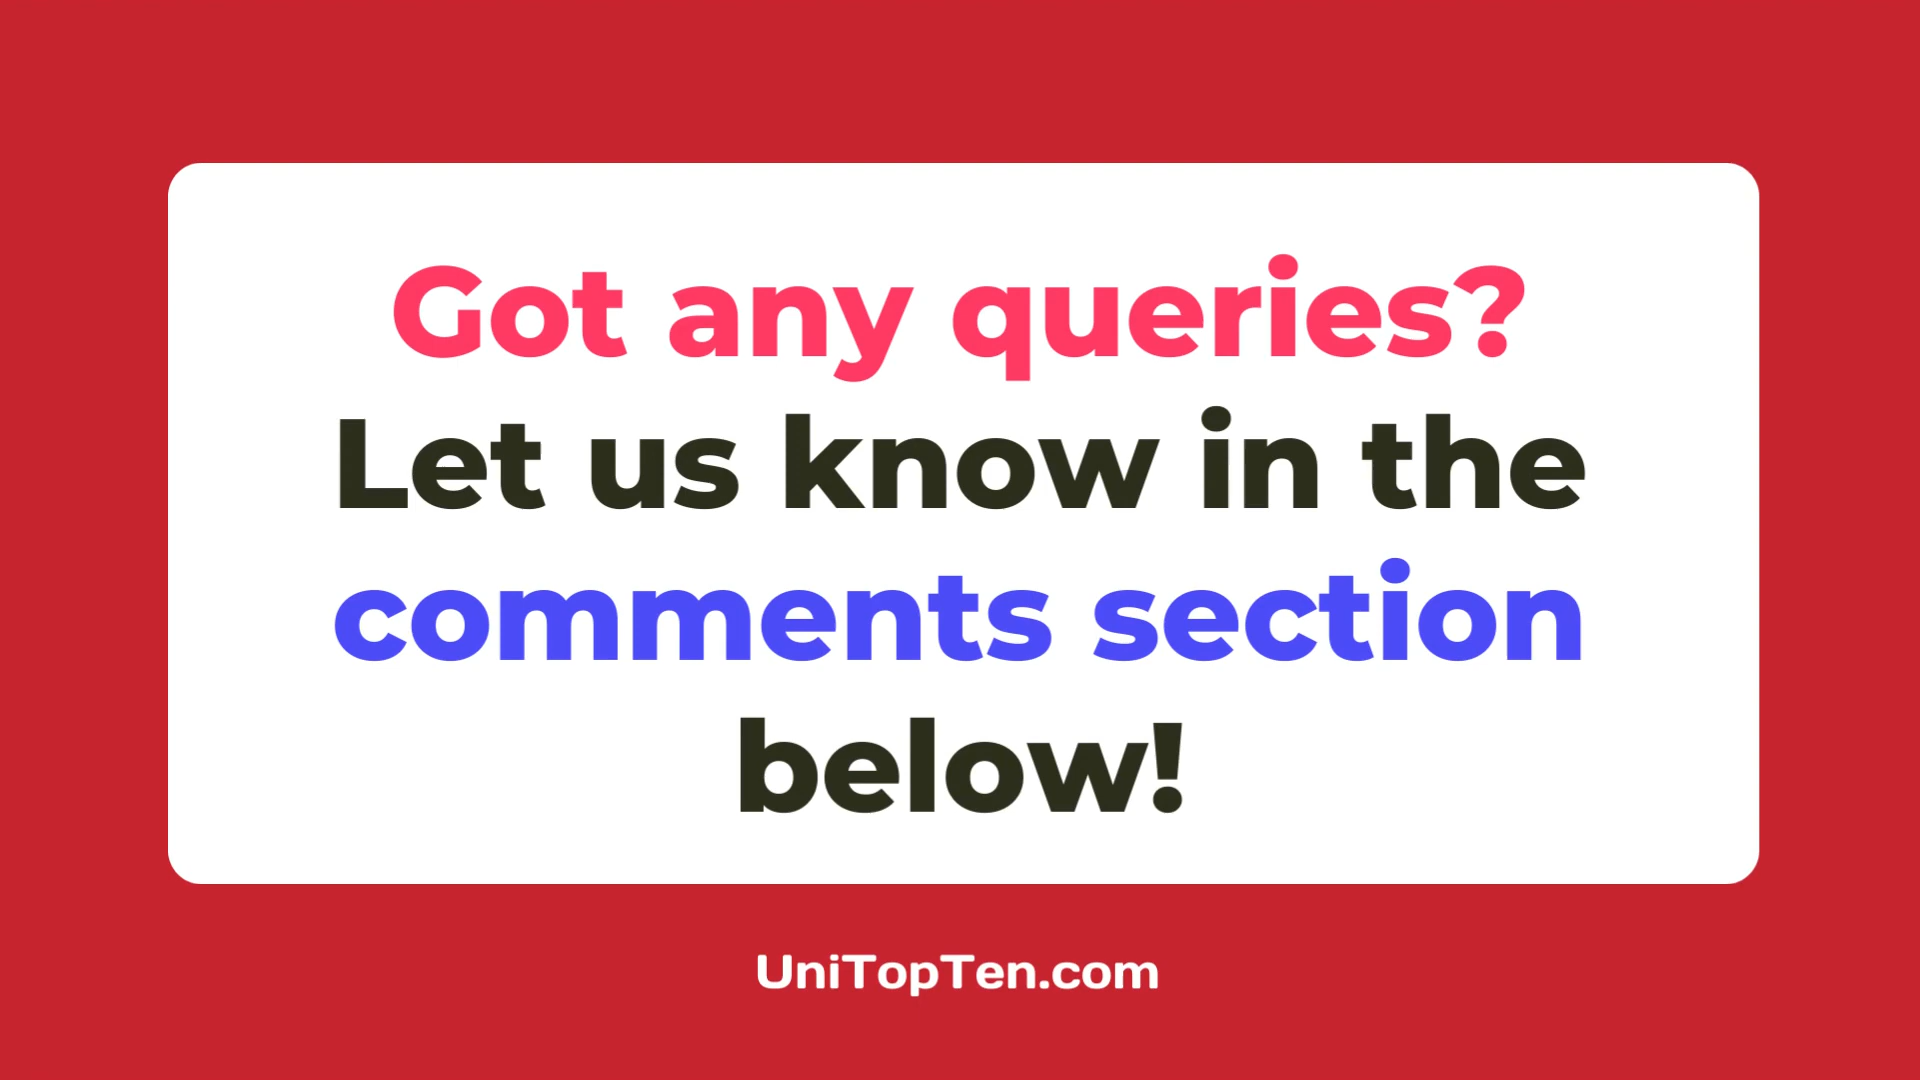 Got any queries?
Let us know in the
comments section
below!
UniTopTen.com